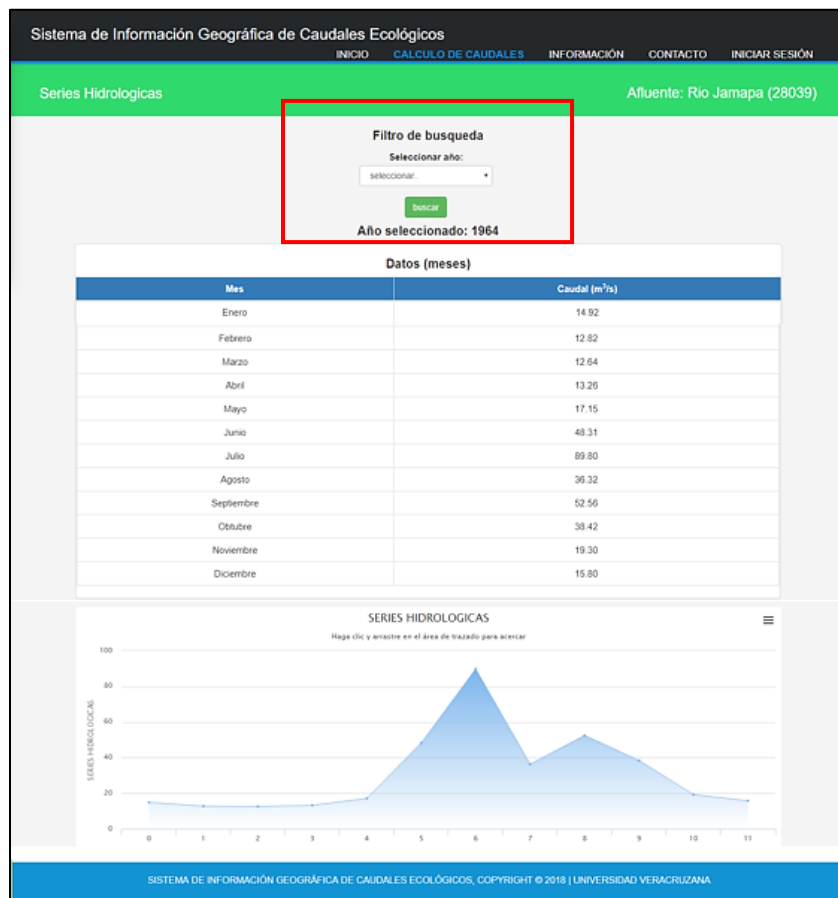 Sistema de Información Geográfica de Caudales Ecológicos
INICIO CALCULO DE CAUDALES INFORMACIÓN CONTACTO INICIAR SESIÓN
Series Hidrologicas Afluente: Rio Jamapa (28039)
Filtro de busqueda
Seleccionar año:
seleccionar..
buscar
Año seleccionado: 1964
Datos (meses)
Mes Caudal (m³/s)
Enero 14.92
Febrero 12.82
Marzo 12.64
Abril 13.26
Mayo 17.15
Junio 48.31
Julio 89.80
Agosto 36.32
Septiembre 52.56
Obtubre 38.42
Noviembre 19.30
Diciembre 15.80
SERIES HIDROLOGICAS
Haga clic y arrastre en el área de trazado para acercar
SERIES HIDROLOGICAS
100
80
60
40
20
0
0 1 2 3 4 5 6 7 8 9 10 11
SISTEMA DE INFORMACIÓN GEOGRÁFICA DE CAUDALES ECOLÓGICOS, COPYRIGHT © 2018 | UNIVERSIDAD VERACRUZANA